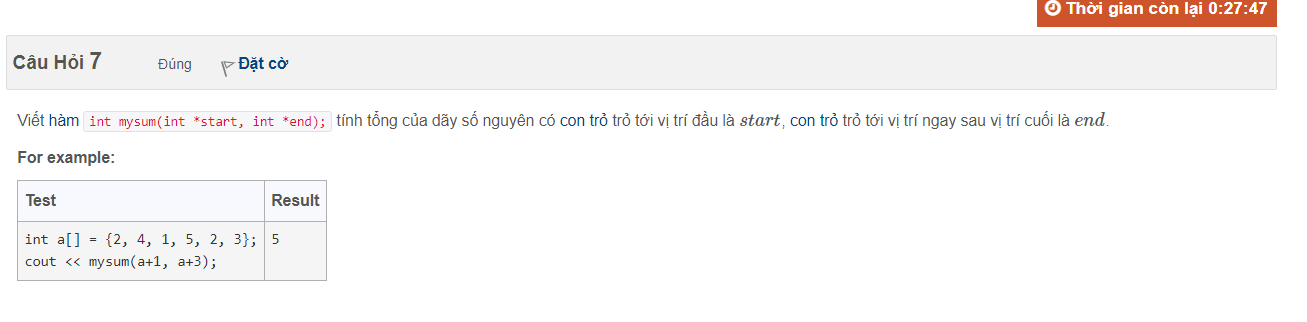 Thời gian còn lại 0:27:47
Câu Hỏi 7 Đúng Đặt cờ
Viết hàm int mysum(int *start, int *end); tính tổng của dãy số nguyên có con trỏ trỏ tới vị trí đầu là start, con trỏ trỏ tới vị trí ngay sau vị trí cuối là end.
For example:
Test Result
int a[] = {2, 4, 1, 5, 2, 3}; 5
cout << mysum(a+1, a+3);